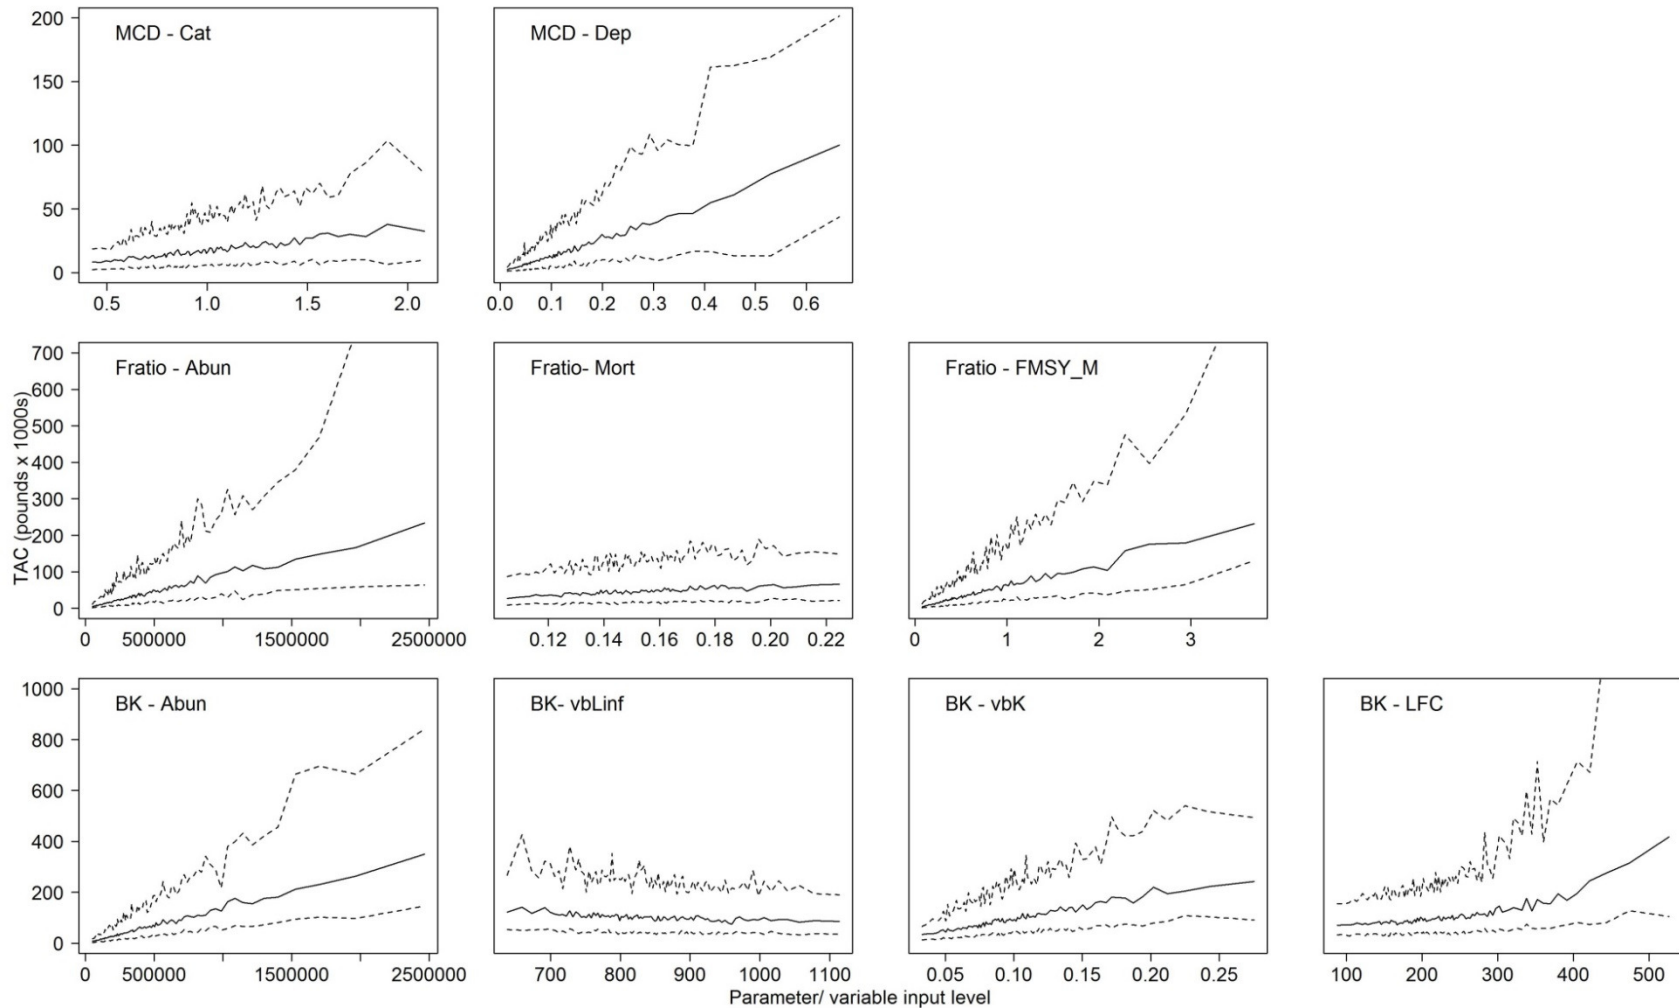 MCD - Cat
MCD - Dep
200
150
100
50
0
0.5 1.0 1.5 2.0
0.0 0.1 0.2 0.3 0.4 0.5 0.6
TAC (pounds x 1000s)
Fratio - Abun
Fratio- Mort
Fratio - FMSY_M
700
600
500
400
300
200
100
0
0 500000 1500000 2500000
0.12 0.14 0.16 0.18 0.20 0.22
0 1 2 3
BK - Abun
BK- vbLinf
BK - vbK
BK - LFC
1000
800
600
400
200
0
0 500000 1500000 2500000
700 800 900 1000 1100
0.05 0.10 0.15 0.20 0.25
100 200 300 400 500
Parameter/ variable input level